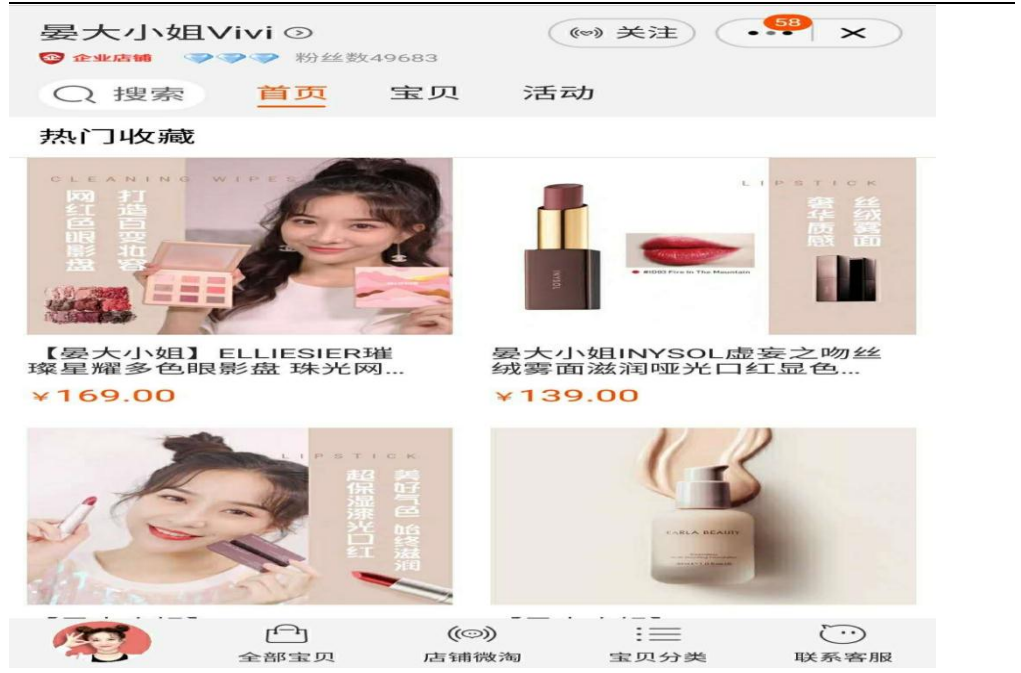 晏大小姐Vivi
关注
58
企业店铺
粉丝数49683
搜索 首页 宝贝 活动
热门收藏
CLEANING WIPES
打造百变妆容
网红色眼影盘
LIPSTICK
丝绒雾面
奢华质感
#1003 Fire In The Mountain
【晏大小姐】ELLIESIER璀
璨星耀多色眼影盘 珠光网...
¥169.00
晏大小姐INYSOL虚妄之吻丝
绒雾面滋润哑光口红显色...
¥139.00
LIPSTICK
美好气色 始终滋润
超保湿漆光口红
全部宝贝 店铺微淘 宝贝分类 联系客服